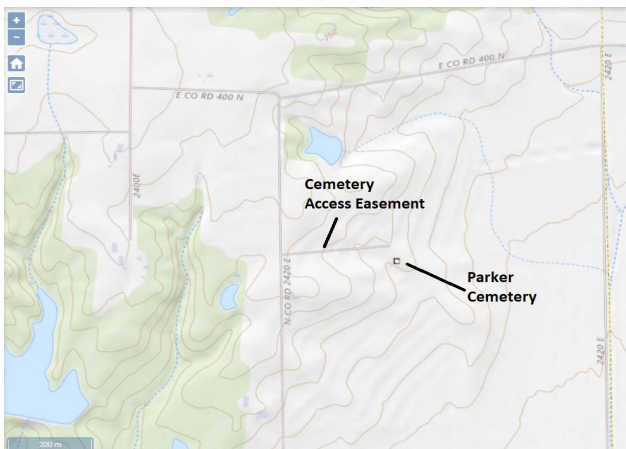 +
−
E CO RD 400 N
E CO RD 400 N
2420 E
2400E
Cemetery
Access Easement
N CO RD 2420 E
Parker
Cemetery
2420 E
200 m